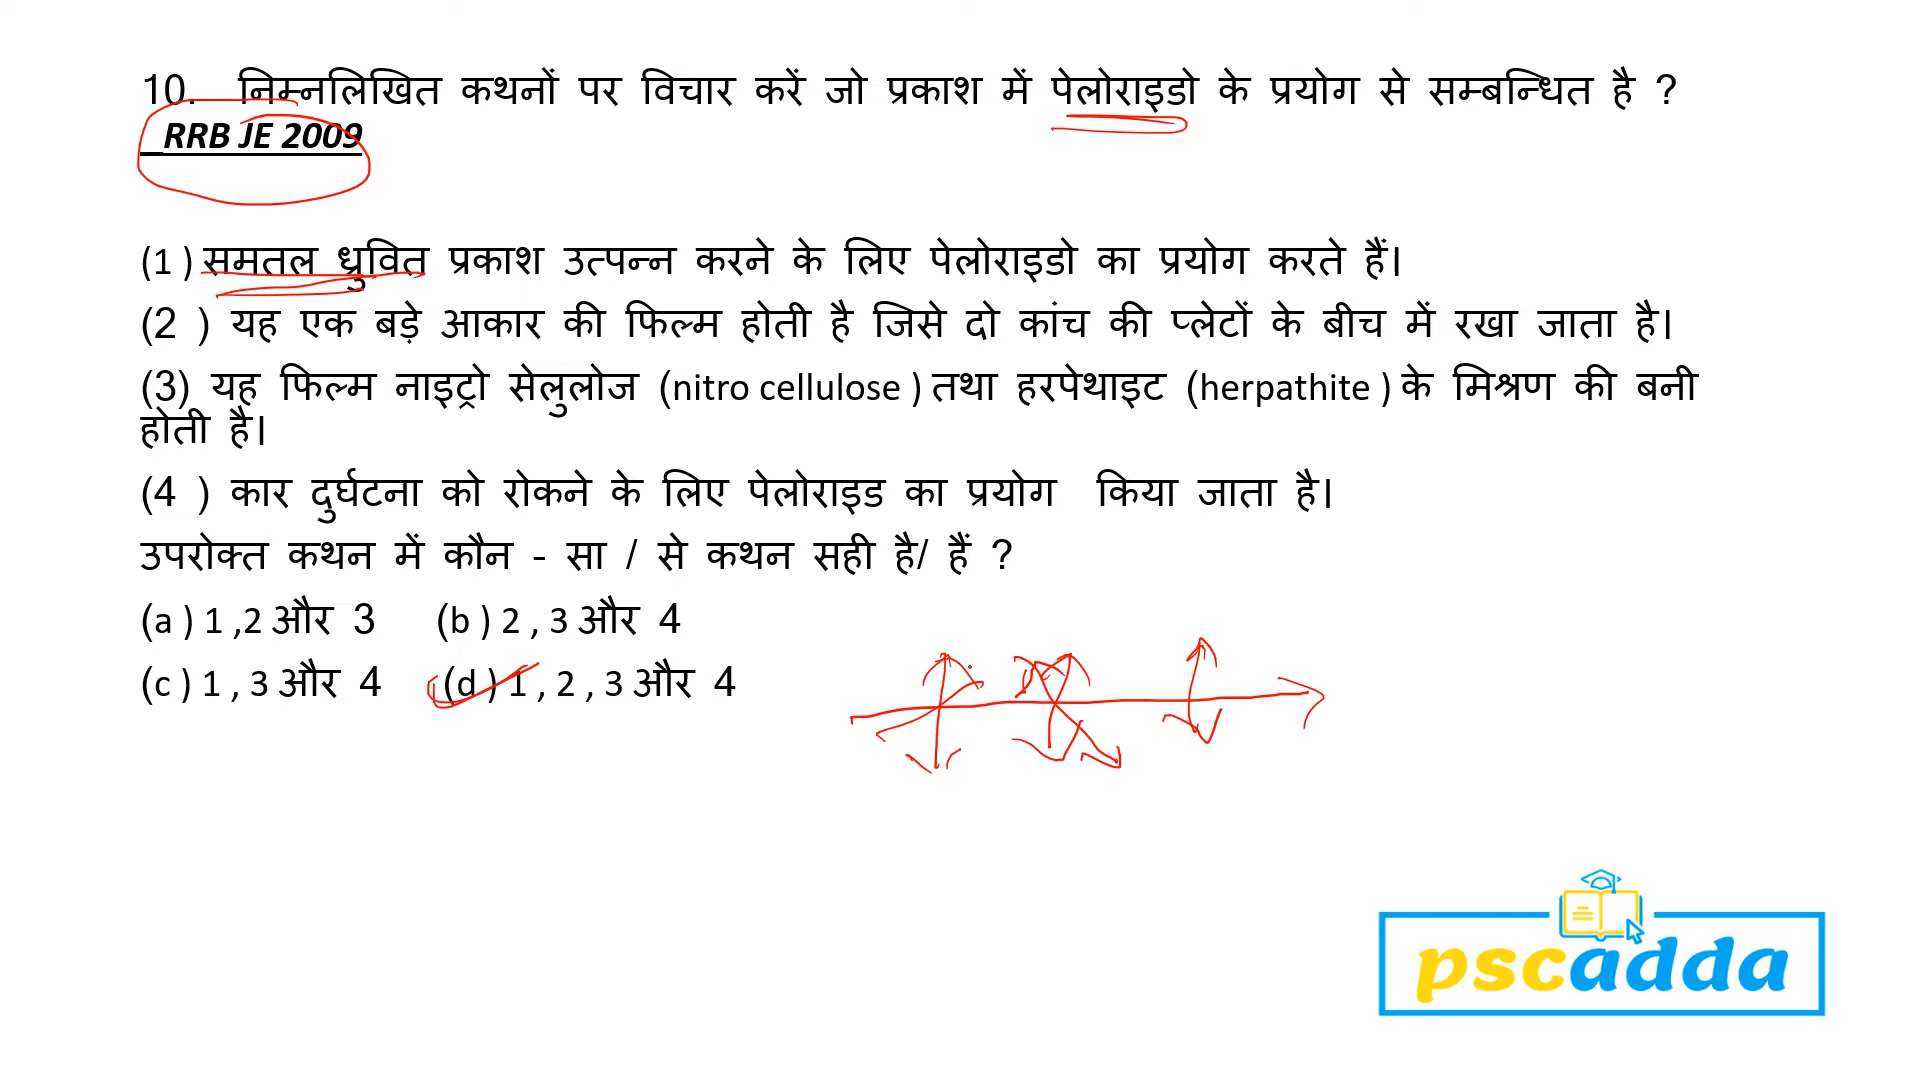 10. निम्नलिखित कथनों पर विचार करें जो प्रकाश में पेलोराइडो के प्रयोग से सम्बन्धित है ?
RRB JE 2009
(1 ) समतल ध्रुवित प्रकाश उत्पन्न करने के लिए पेलोराइडो का प्रयोग करते हैं।
(2 ) यह एक बड़े आकार की फिल्म होती है जिसे दो कांच की प्लेटों के बीच में रखा जाता है।
(3) यह फिल्म नाइट्रो सेलुलोज (nitro cellulose ) तथा हरपेथाइट (herpathite ) के मिश्रण की बनी
होती है।
(4 ) कार दुर्घटना को रोकने के लिए पेलोराइड का प्रयोग किया जाता है।
उपरोक्त कथन में कौन - सा / से कथन सही है/ हैं ?
(a ) 1 ,2 और 3 (b ) 2 , 3 और 4
(c ) 1 , 3 और 4 (d ) 1 , 2 , 3 और 4
pscadda